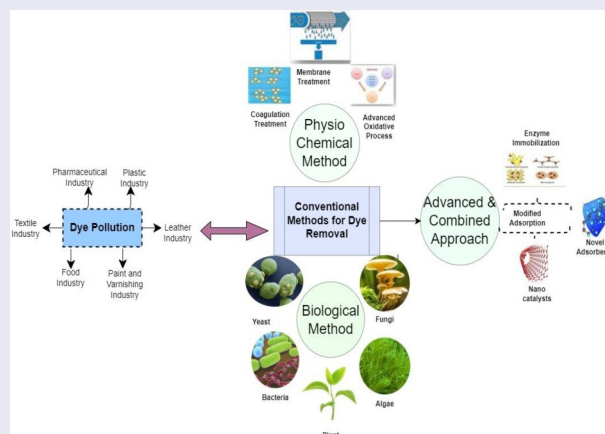 Membrane
Treatment
Coagulation
Treatment
Advanced
Oxidative
Process
Physio
Chemical
Method
Pharmaceutical
Industry
Plastic
Industry
Textile
Industry
Dye Pollution
Leather
Industry
Food
Industry
Paint and
Varnishing
Industry
Conventional
Methods for Dye
Removal
Advanced &
Combined
Approach
Enzyme
Immobilization
Modified
Adsorption
Novel
Nano
catalysts
Yeast
Fungi
Biological
Method
Bacteria
Algae